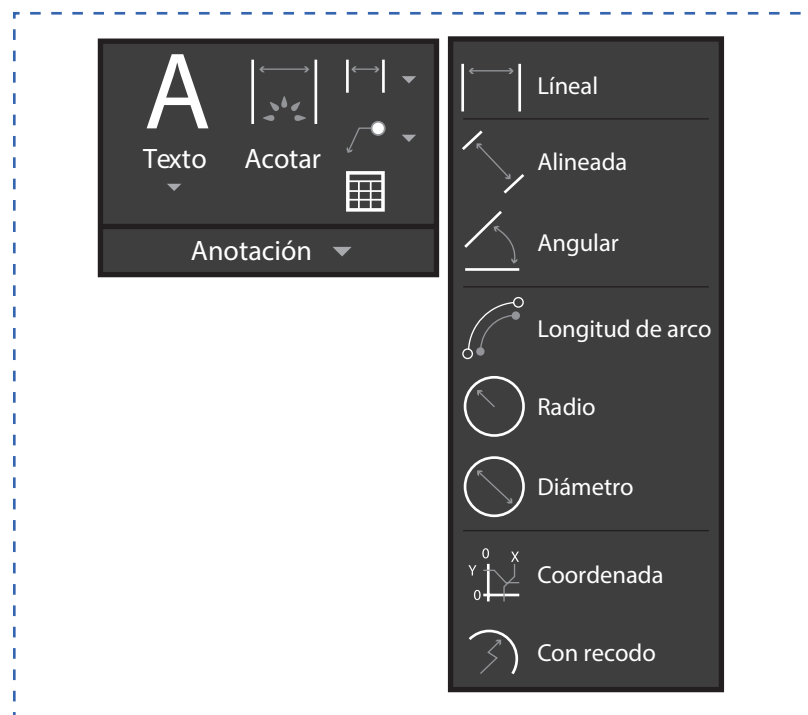 A
Texto
Acotar
Anotación
Líneal
Alineada
Angular
Longitud de arco
Radio
Diámetro
0 X
Y
0
Coordenada
Con recodo